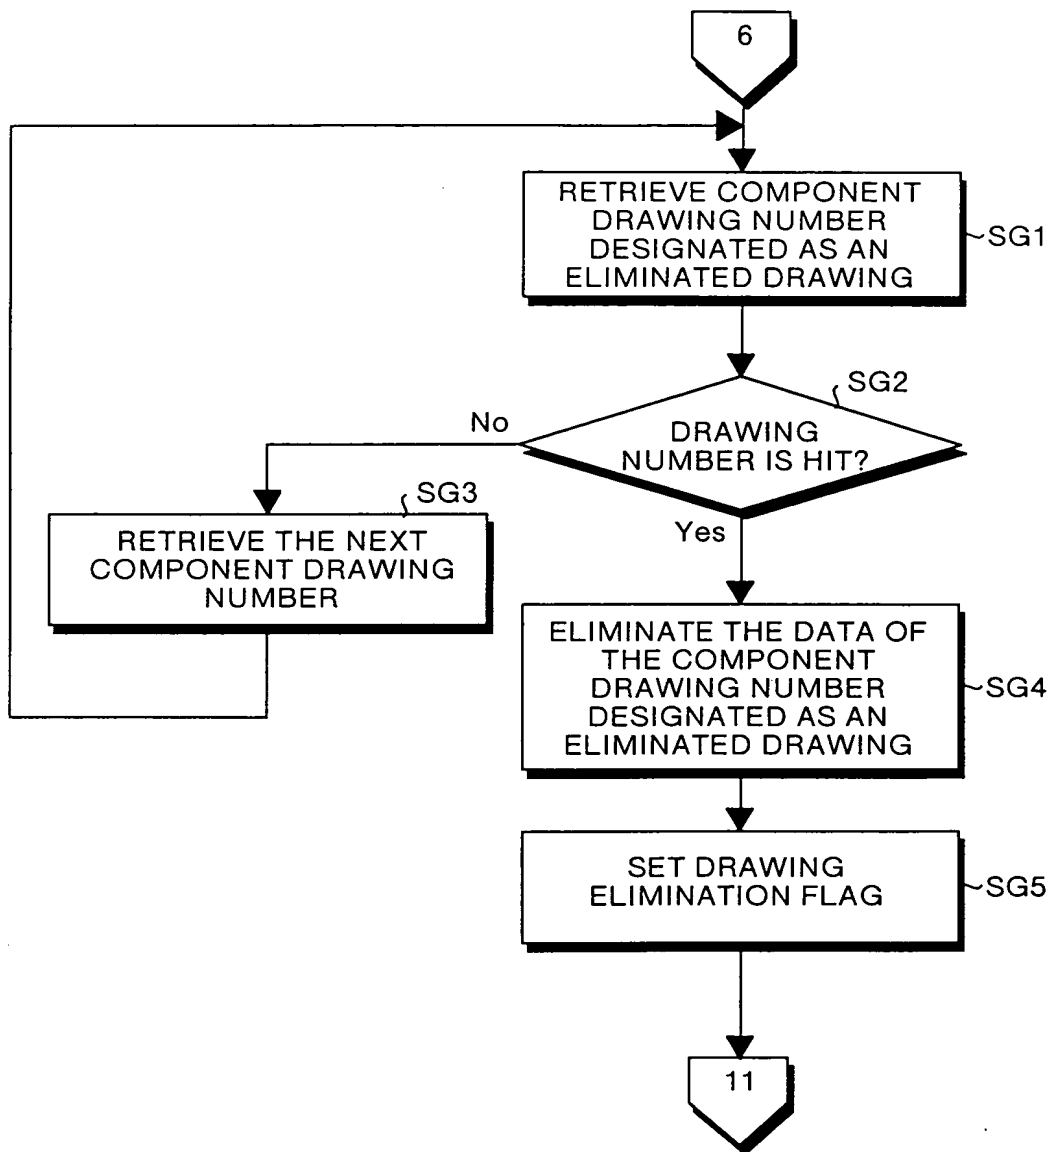 6
RETRIEVE COMPONENT
DRAWING NUMBER
DESIGNATED AS AN
ELIMINATED DRAWING
SG1
SG2
No
DRAWING
NUMBER IS HIT?
SG3
Yes
RETRIEVE THE NEXT
COMPONENT DRAWING
NUMBER
ELIMINATE THE DATA OF
THE COMPONENT
DRAWING NUMBER
DESIGNATED AS AN
ELIMINATED DRAWING
SG4
SET DRAWING
ELIMINATION FLAG
SG5
11